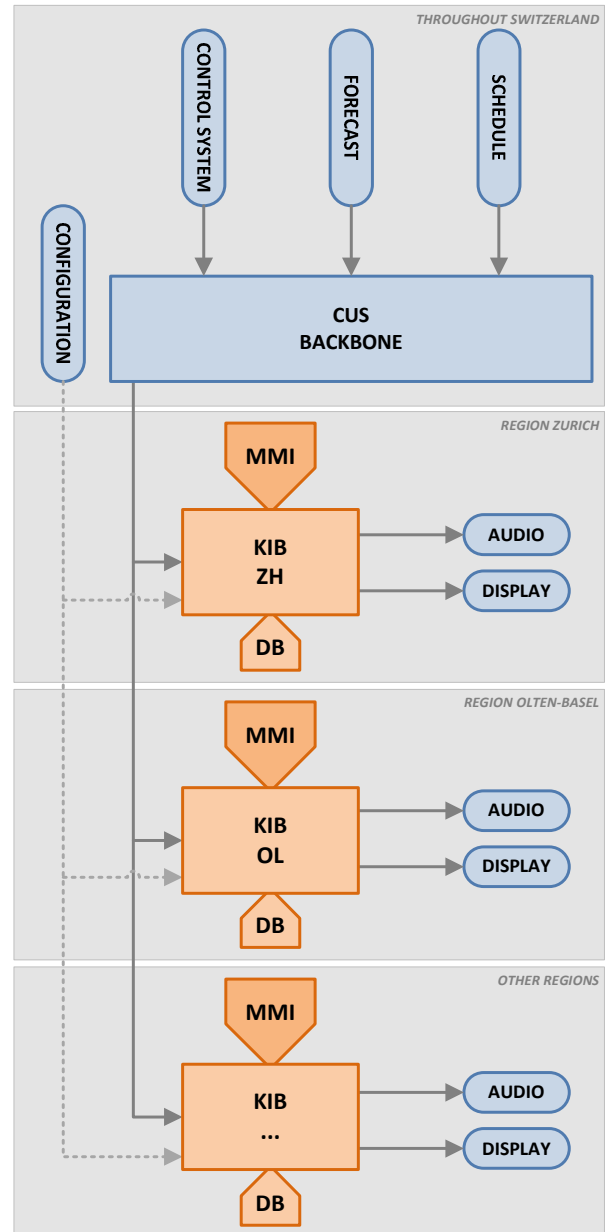 THROUGHOUT SWITZERLAND
CONTROL SYSTEM
FORECAST
SCHEDULE
CONFIGURATION
CUS
BACKBONE
REGION ZURICH
MMI
KIB
ZH
AUDIO
DISPLAY
DB
REGION OLTEN-BASEL
MMI
KIB
OL
AUDIO
DISPLAY
DB
OTHER REGIONS
MMI
KIB
...
AUDIO
DISPLAY
DB